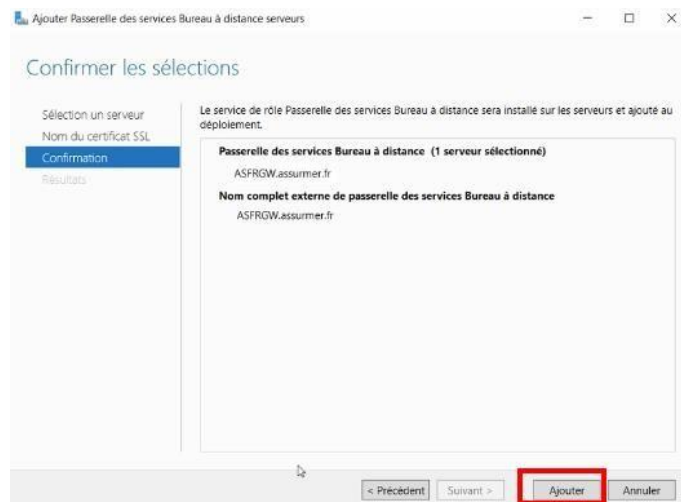 Ajouter Passerelle des services Bureau à distance serveurs
Confirmer les sélections
Sélection un serveur
Nom du certificat SSL
Confirmation
Résultats
Le service de rôle Passerelle des services Bureau à distance sera installé sur les serveurs et ajouté au
déploiement.
Passerelle des services Bureau à distance (1 serveur sélectionné)
ASFRGW.assurmer.fr
Nom complet externe de passerelle des services Bureau à distance
ASFRGW.assurmer.fr
< Précédent
Suivant >
Ajouter
Annuler